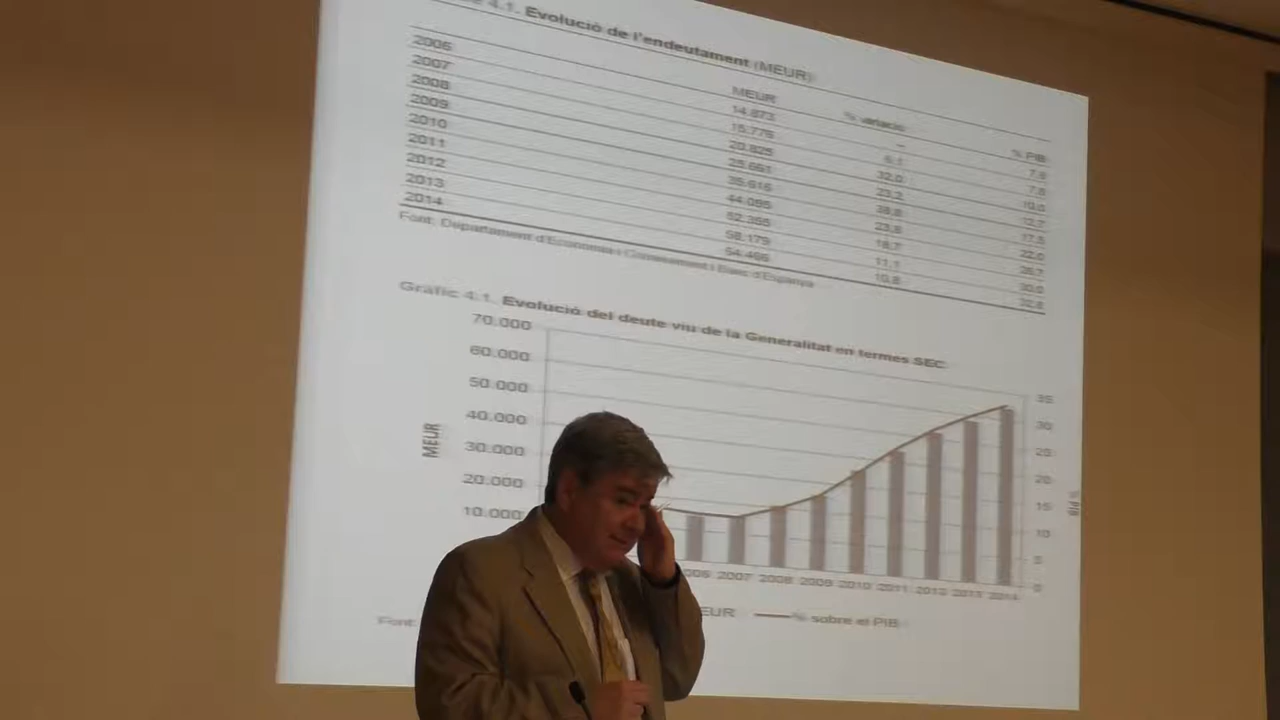 4.1. Evolució de l'endeutament (MEUR)
MEUR % variació % PIB
2006 14.873 – 7,8
2007 15.776 6,1 7,8
2008 20.825 32,0 10,0
2009 25.661 23,2 12,7
2010 35.616 38,8 17,5
2011 44.095 23,8 22,0
2012 52.355 18,7 26,7
2013 58.179 11,1 30,0
2014 64.466 10,8 32,8
Font: Departament d'Economia i Coneixement i Banc d'Espanya
Gràfic 4.1. Evolució del deute viu de la Generalitat en termes SEC
70.000
60.000
50.000
40.000
30.000
20.000
10.000
MEUR
35
30
25
20
15
10
5
0
% PIB
2007 2008 2009 2010 2011 2012 2013 2014
% sobre el PIB
Font: